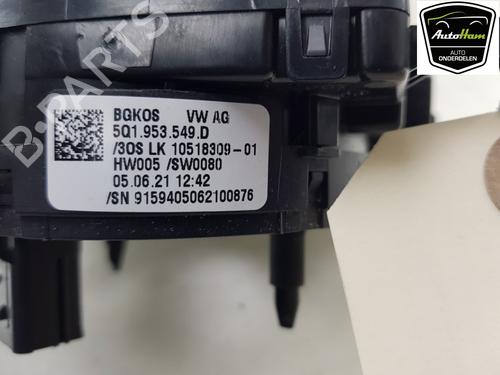 AutoHam
AUTO
ONDERDELEN
B-PARTS
BGKOS VW AG
5Q1.953.549.D
/30S LK 10518309-01
HW005 /SW0080
05.06.21 12:42
/SN 9159405062100876